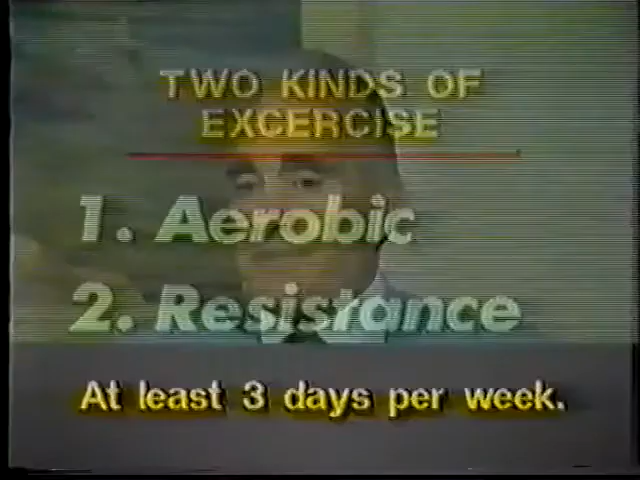 TWO KINDS OF
EXCERCISE
1. Aerobic
2. Resistance
At least 3 days per week.